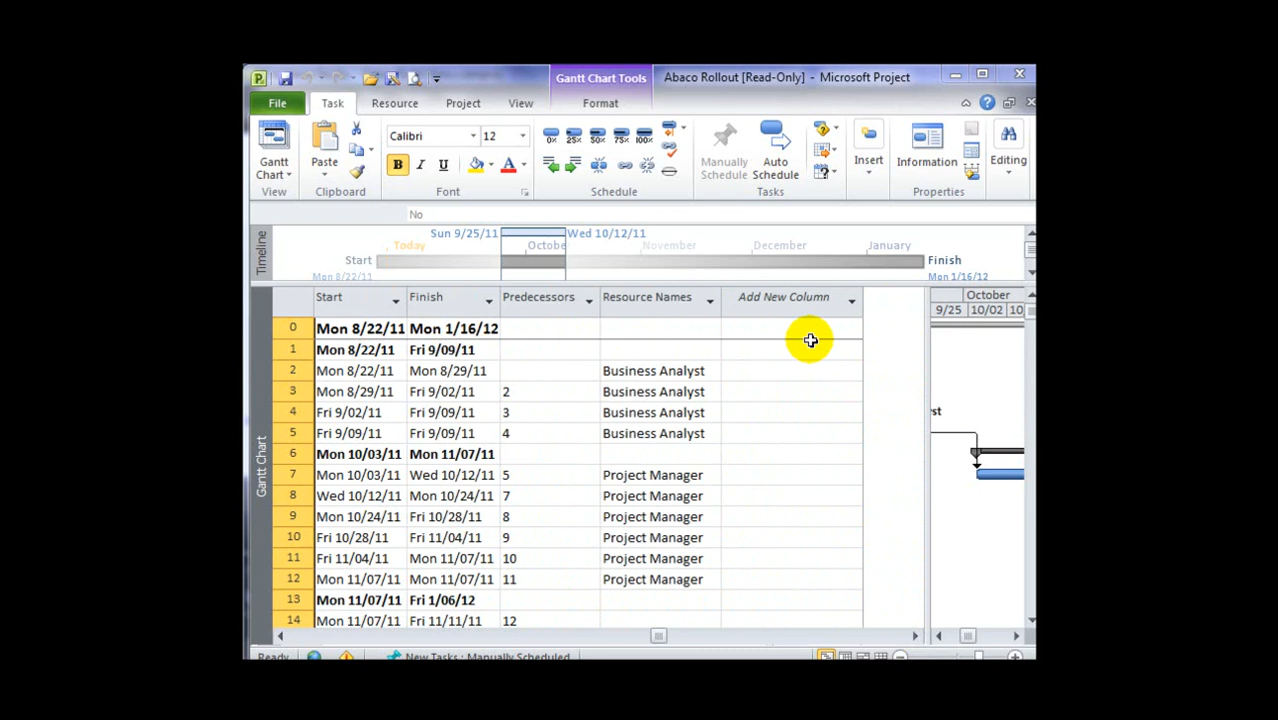 Gantt Chart Tools
Abaco Rollout [Read-Only] - Microsoft Project
File Task Resource Project View Format
Calibri 12
0% 25% 50% 75% 100%
B I U A
Gantt Chart
Paste
Manually Schedule
Auto Schedule
Insert
Information
Editing
View Clipboard Font Schedule Tasks Properties
No
Timeline
Sun 9/25/11 Wed 10/12/11
Today Octobe November December January
Start Finish
Mon 8/22/11 Mon 1/16/12
Gantt Chart
Start Finish Predecessors Resource Names Add New Column October
9/25 10/02 10/
0 Mon 8/22/11 Mon 1/16/12
1 Mon 8/22/11 Fri 9/09/11
2 Mon 8/22/11 Mon 8/29/11 Business Analyst
3 Mon 8/29/11 Fri 9/02/11 2 Business Analyst
4 Fri 9/02/11 Fri 9/09/11 3 Business Analyst st
5 Fri 9/09/11 Fri 9/09/11 4 Business Analyst
6 Mon 10/03/11 Mon 11/07/11
7 Mon 10/03/11 Wed 10/12/11 5 Project Manager
8 Wed 10/12/11 Mon 10/24/11 7 Project Manager
9 Mon 10/24/11 Fri 10/28/11 8 Project Manager
10 Fri 10/28/11 Fri 11/04/11 9 Project Manager
11 Fri 11/04/11 Mon 11/07/11 10 Project Manager
12 Mon 11/07/11 Mon 11/07/11 11 Project Manager
13 Mon 11/07/11 Fri 1/06/12
14 Mon 11/07/11 Fri 11/11/11 12
Ready New Tasks : Manually Scheduled